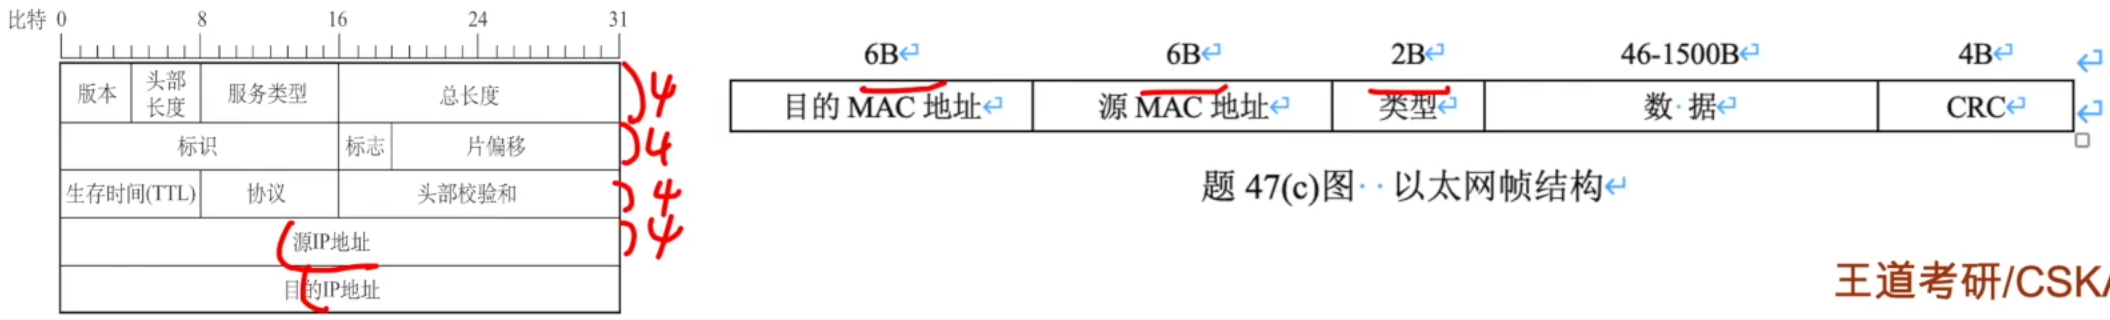 比特 0 8 16 24 31
版本 头部长度 服务类型 总长度 4
标识 标志 片偏移 4
生存时间(TTL) 协议 头部校验和 4
源IP地址 4
目的IP地址
6B 6B 2B 46-1500B 4B
目的 MAC 地址 源 MAC 地址 类型 数据 CRC
题 47(c)图 以太网帧结构
王道考研/CSKA